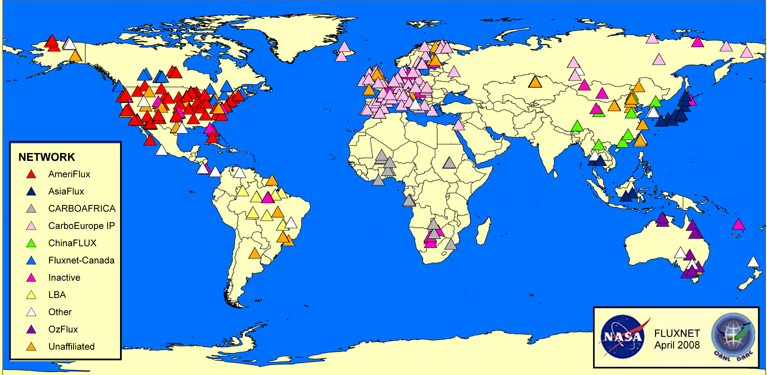 NETWORK
AmeriFlux
AsiaFlux
CARBOAFRICA
CarboEurope IP
ChinaFLUX
Fluxnet-Canada
Inactive
LBA
Other
OzFlux
Unaffiliated
NASA
FLUXNET
April 2008
ORNL DAAC